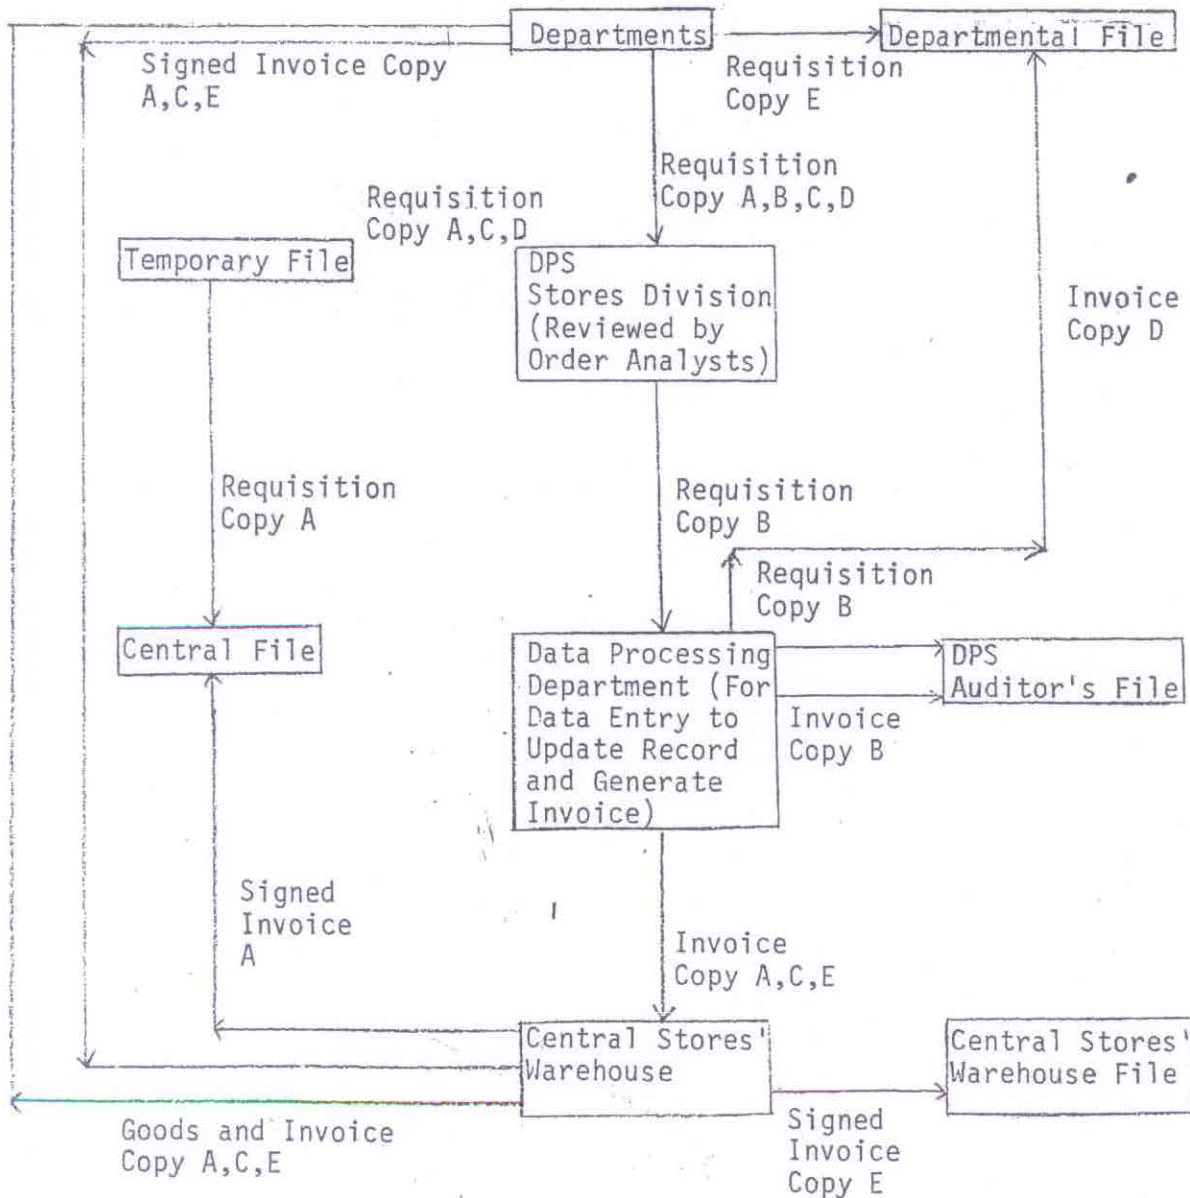 Departments
Departmental File
Signed Invoice Copy
A,C,E
Requisition
Copy E
Requisition
Copy A,B,C,D
Requisition
Copy A,C,D
Temporary File
DPS
Stores Division
(Reviewed by
Order Analysts)
Invoice
Copy D
Requisition
Copy A
Requisition
Copy B
Requisition
Copy B
Central File
Data Processing
Department (For
Data Entry to
Update Record
and Generate
Invoice)
DPS
Auditor's File
Invoice
Copy B
Signed
Invoice
A
Invoice
Copy A,C,E
Central Stores'
Warehouse
Central Stores'
Warehouse File
Goods and Invoice
Copy A,C,E
Signed
Invoice
Copy E